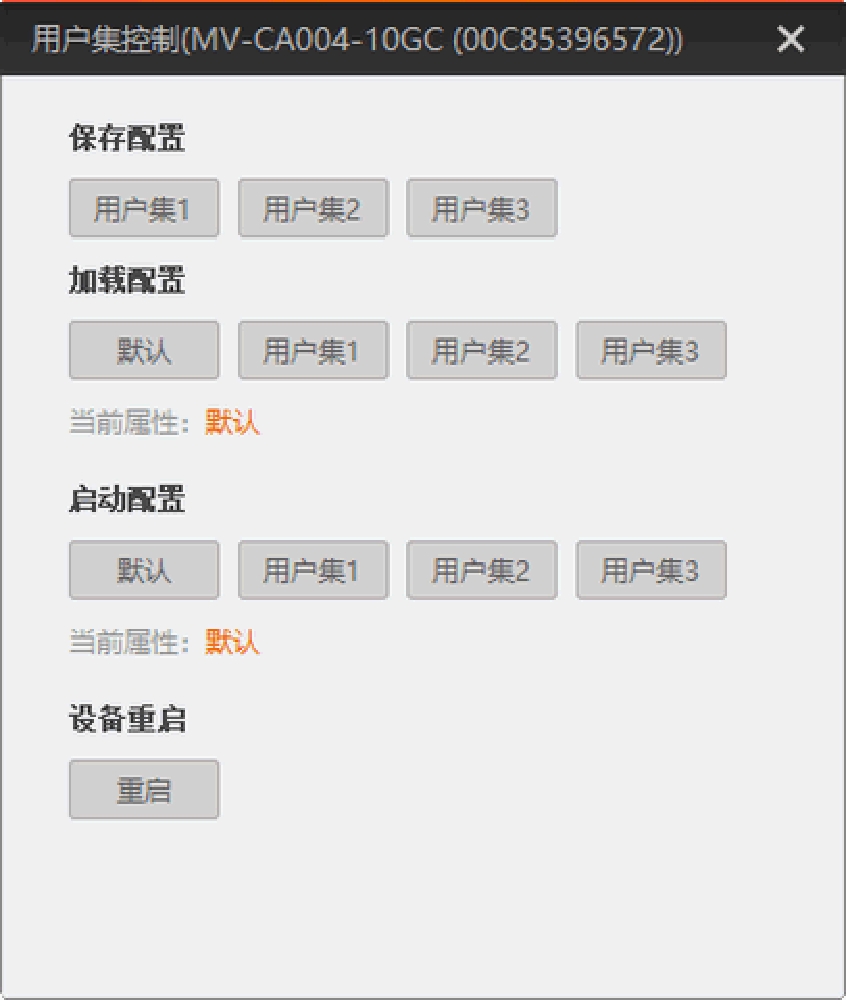 用户集控制(MV-CA004-10GC (00C85396572))
保存配置
用户集1 用户集2 用户集3
加载配置
默认 用户集1 用户集2 用户集3
当前属性：默认
启动配置
默认 用户集1 用户集2 用户集3
当前属性：默认
设备重启
重启